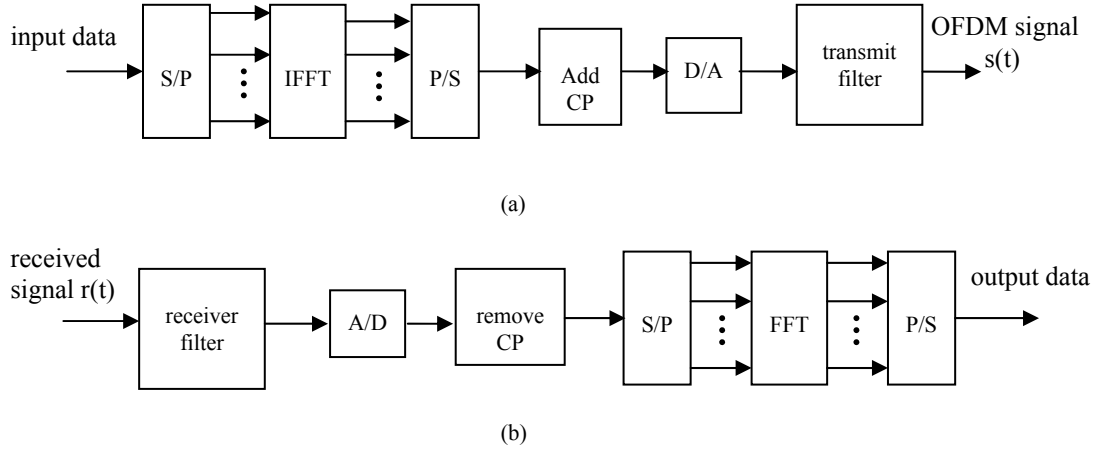 input data
S/P
IFFT
P/S
Add
CP
D/A
transmit
filter
OFDM signal
s(t)
(a)
received
signal r(t)
receiver
filter
A/D
remove
CP
S/P
FFT
P/S
output data
(b)